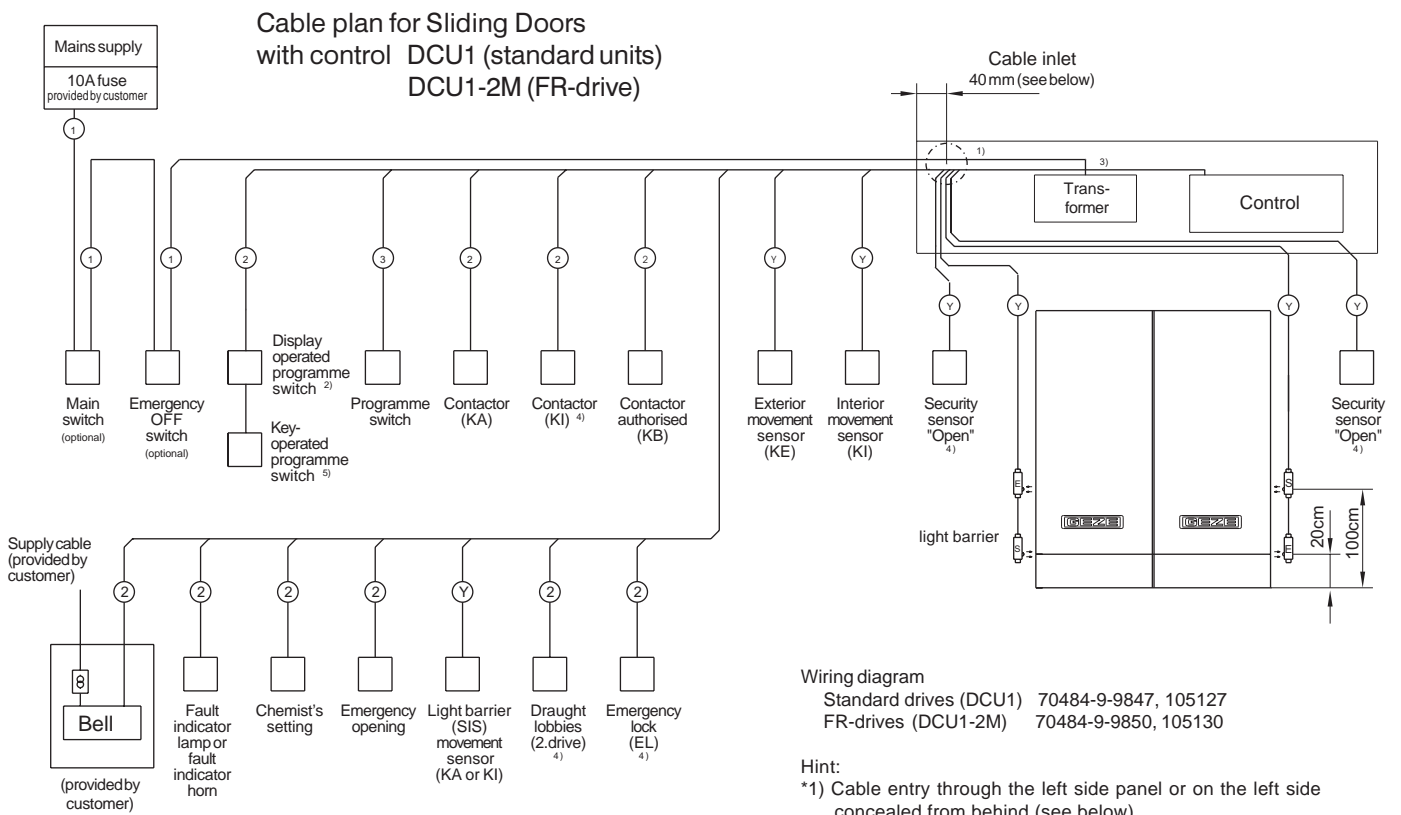 Cable plan for Sliding Doors
with control DCU1 (standard units)
DCU1-2M (FR-drive)
Mains supply
10A fuse
provided by customer
1
Cable inlet
40 mm (see below)
1)
3)
Trans-
former
Control
1
1
2
3
2
2
2
Y
Y
Y
Y
Y
Y
Main
switch
(optional)
Emergency
OFF
switch
(optional)
Display
operated
programme
switch 2)
Key-
operated
programme
switch 5)
Programme
switch
Contactor
(KA)
Contactor
(KI) 4)
Contactor
authorised
(KB)
Exterior
movement
sensor
(KE)
Interior
movement
sensor
(KI)
Security
sensor
"Open"
4)
Security
sensor
"Open"
4)
E
S
S
E
GEZE
GEZE
light barrier
20cm
100cm
Supply cable
(provided by
customer)
2
2
2
2
Y
2
2
Bell
(provided by
customer)
Fault
indicator
lamp or
fault
indicator
horn
Chemist's
setting
Emergency
opening
Light barrier
(SIS)
movement
sensor
(KA or KI)
Draught
lobbies
(2.drive)
4)
Emergency
lock
(EL)
4)
Wiring diagram
Standard drives (DCU1) 70484-9-9847, 105127
FR-drives (DCU1-2M) 70484-9-9850, 105130
Hint:
*1) Cable entry through the left side panel or on the left side
concealed from behind (see below)